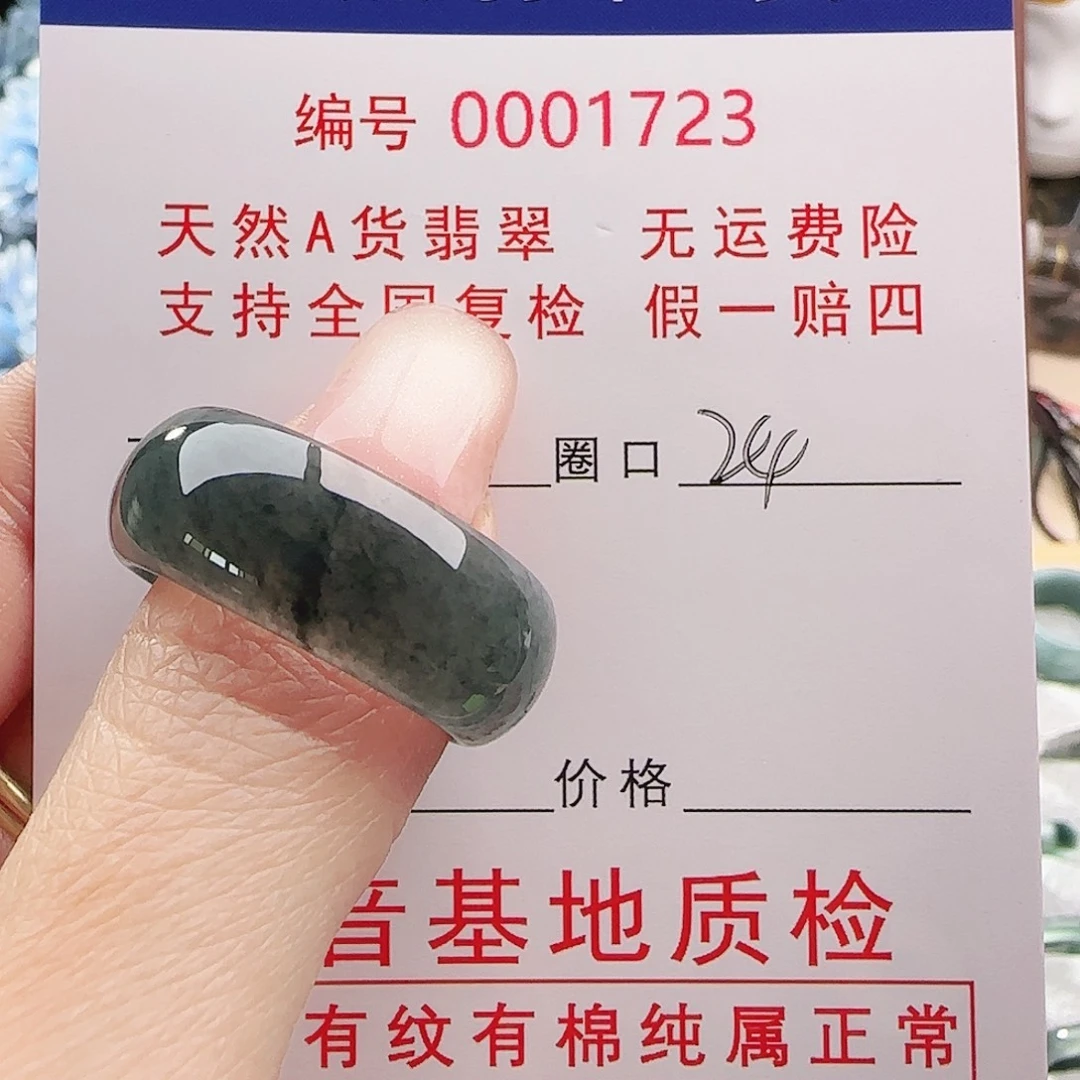 编号 0001723
天然A货翡翠 无运费险
支持全国复检 假一赔四
圈口 24
价格
音基地质检
有纹有棉纯属正常